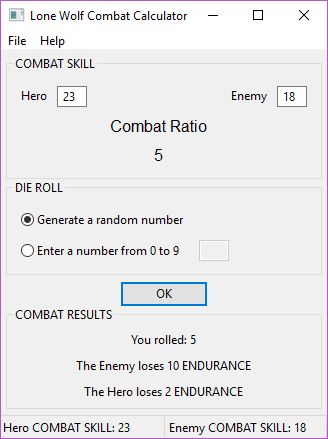 Lone Wolf Combat Calculator
File Help
COMBAT SKILL
Hero 23 Enemy 18
Combat Ratio
5
DIE ROLL
Generate a random number
Enter a number from 0 to 9
OK
COMBAT RESULTS
You rolled: 5
The Enemy loses 10 ENDURANCE
The Hero loses 2 ENDURANCE
Hero COMBAT SKILL: 23 Enemy COMBAT SKILL: 18